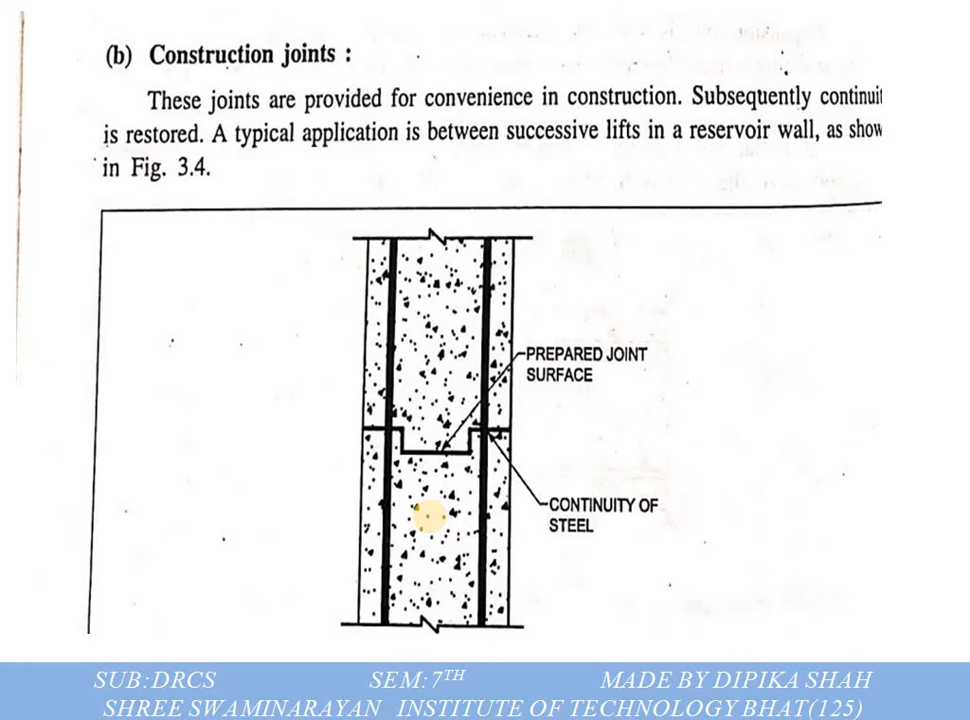 (b) Construction joints :
These joints are provided for convenience in construction. Subsequently continuit
is restored. A typical application is between successive lifts in a reservoir wall, as show
in Fig. 3.4.
PREPARED JOINT
SURFACE
CONTINUITY OF
STEEL
SUB:DRCS SEM:7TH MADE BY DIPIKA SHAH
SHREE SWAMINARAYAN INSTITUTE OF TECHNOLOGY BHAT(125)